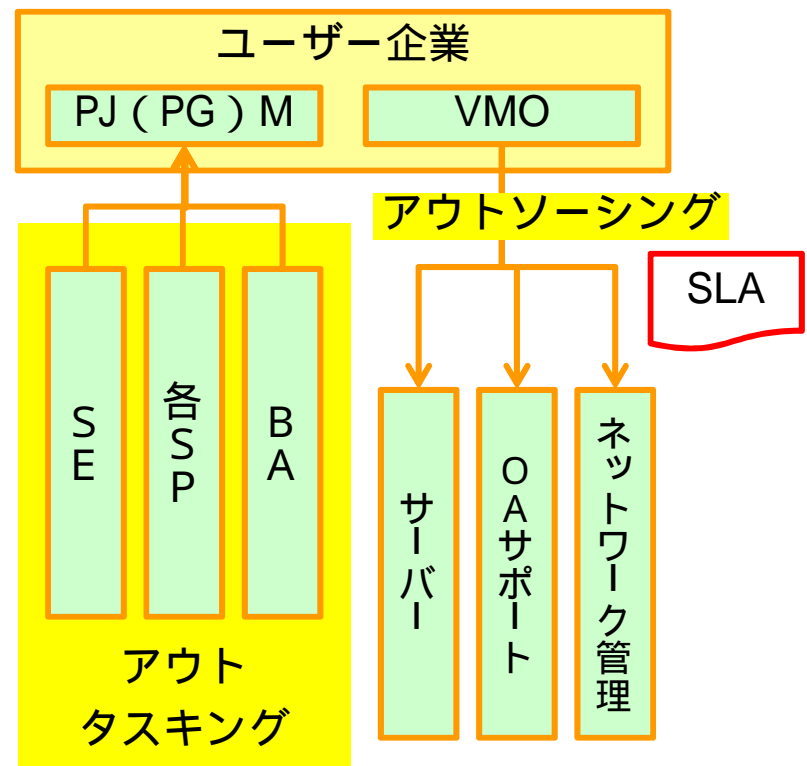 ユーザー企業
PJ（PG）M
VMO
アウトソーシング
SLA
SE
各SP
BA
サーバー
OAサポート
ネットワーク管理
アウト
タスキング